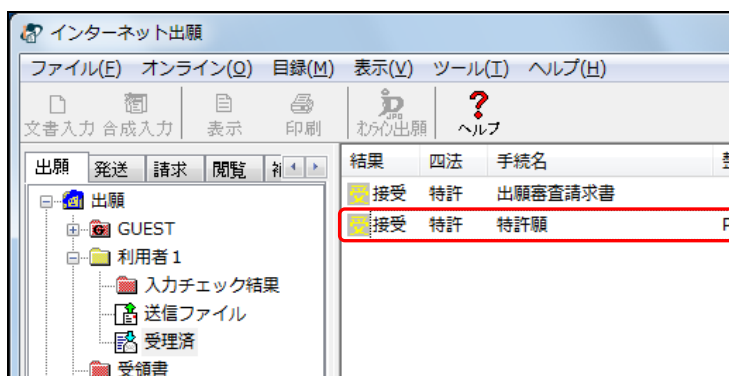 インターネット出願
ファイル(F) オンライン(O) 目録(M) 表示(V) ツール(T) ヘルプ(H)
文書入力 合成入力 表示 印刷 オンライン出願 ヘルプ
出願 発送 請求 閲覧
結果 四法 手続名
受 接受 特許 出願審査請求書
受 接受 特許 特許願 P
出願
GUEST
利用者1
入力チェック結果
送信ファイル
受理済
受領書